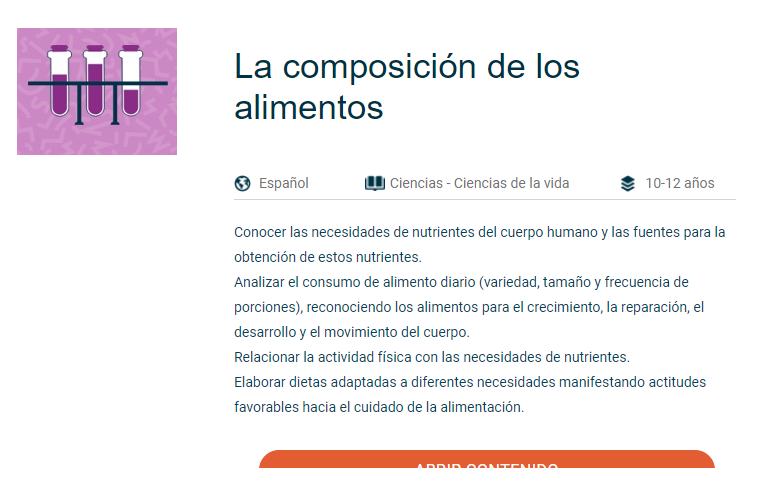 La composición de los
alimentos
Español
Ciencias - Ciencias de la vida
10-12 años
Conocer las necesidades de nutrientes del cuerpo humano y las fuentes para la
obtención de estos nutrientes.
Analizar el consumo de alimento diario (variedad, tamaño y frecuencia de
porciones), reconociendo los alimentos para el crecimiento, la reparación, el
desarrollo y el movimiento del cuerpo.
Relacionar la actividad física con las necesidades de nutrientes.
Elaborar dietas adaptadas a diferentes necesidades manifestando actitudes
favorables hacia el cuidado de la alimentación.
ABRIR CONTENIDO